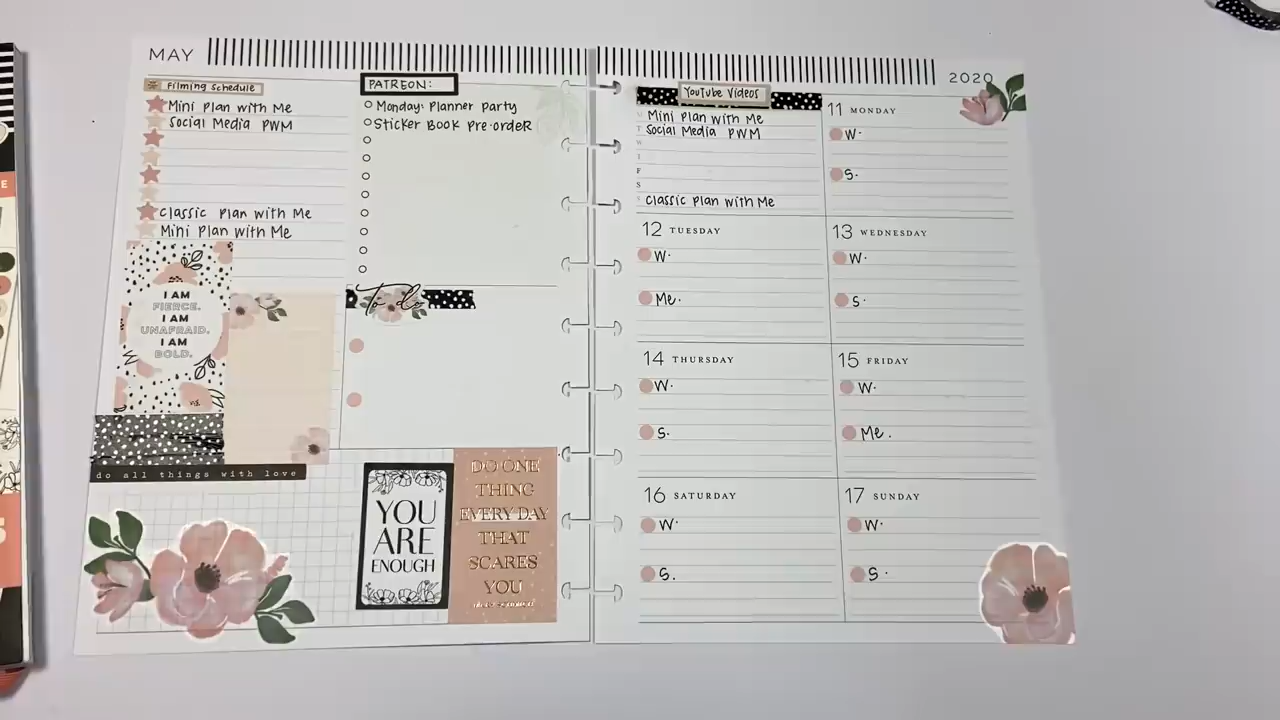 MAY
Filming Schedule
Mini Plan with Me
Social Media PWM
Classic Plan with Me
Mini Plan with Me
PATREON:
Monday: Planner Party
Sticker Book Pre-order
I AM
FIERCE.
I AM
UNAFRAID.
I AM
BOLD.
To do
do all things with love
YOU
ARE
ENOUGH
DO ONE
THING
EVERY DAY
THAT
SCARES
YOU
2020
YouTube Videos
M
Mini Plan with Me
T
Social Media PWM
W
T
F
S
S
Classic Plan with Me
11 MONDAY
W.
S.
12 TUESDAY
W.
Me.
13 WEDNESDAY
W.
S.
14 THURSDAY
W.
S.
15 FRIDAY
W.
Me.
16 SATURDAY
W.
S.
17 SUNDAY
W.
S.